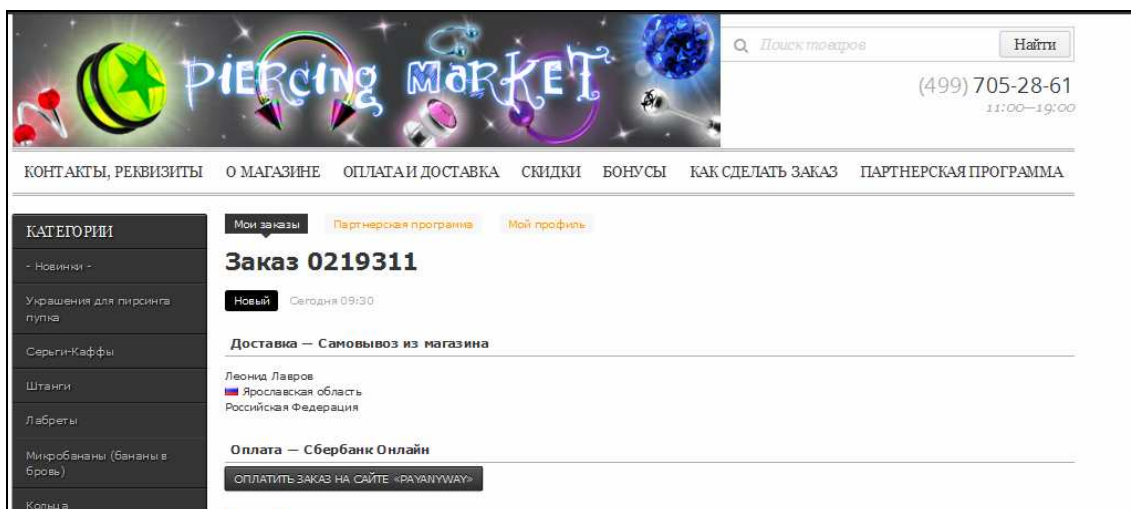 PIERCING MARKET
Поиск товаров
Найти
(499) 705-28-61
11:00—19:00
КОНТАКТЫ, РЕКВИЗИТЫ О МАГАЗИНЕ ОПЛАТА И ДОСТАВКА СКИДКИ БОНУСЫ КАК СДЕЛАТЬ ЗАКАЗ ПАРТНЕРСКАЯ ПРОГРАММА
КАТЕГОРИИ
- Новинки -
Украшения для пирсинга
пупка
Серьги-Каффы
Штанги
Лабреты
Микробананы (бананы в
бровь)
Кольца
Мои заказы Партнерская программа Мой профиль
Заказ 0219311
Новый Сегодня 09:30
Доставка — Самовывоз из магазина
Леонид Лавров
Ярославская область
Российская Федерация
Оплата — Сбербанк Онлайн
ОПЛАТИТЬ ЗАКАЗ НА САЙТЕ «PAYANYWAY»